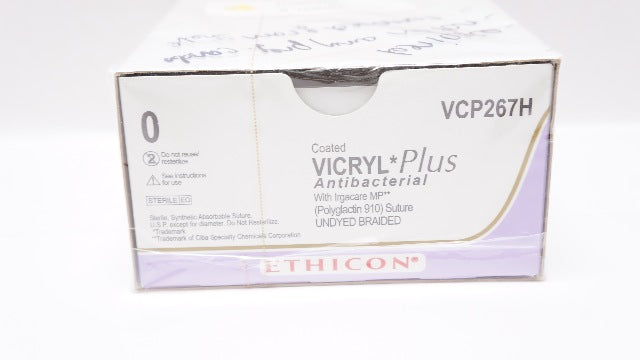 0
VCP267H
2 Do not reuse/
resterilize
See instructions
for use
STERILE EO
Coated
VICRYL* Plus
Antibacterial
With Irgacare MP**
(Polyglactin 910) Suture
UNDYED BRAIDED
Sterile, Synthetic Absorbable Suture.
U.S.P. except for diameter. Do Not Resterilize.
*Trademark
**Trademark of Ciba Specialty Chemicals Corporation
ETHICON*